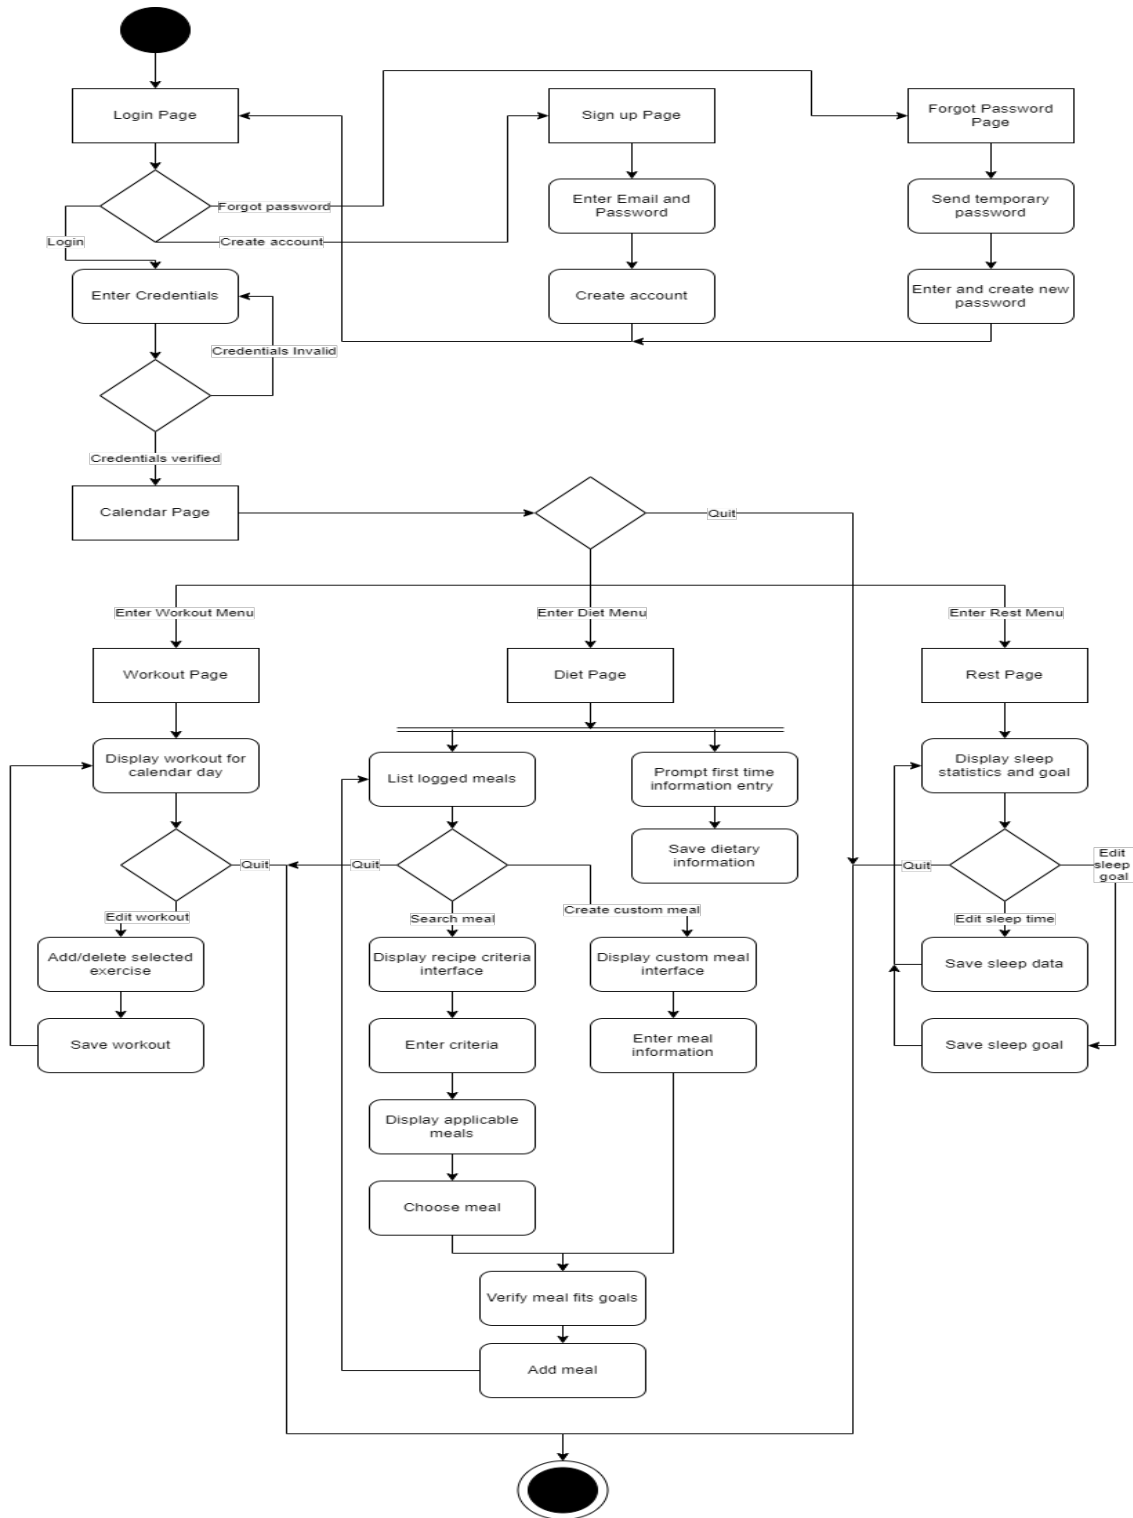 Login Page
Sign up Page
Forgot Password
Page
Forgot password
Enter Email and
Password
Send temporary
password
Login
Create account
Enter Credentials
Create account
Enter and create new
password
Credentials Invalid
Credentials verified
Calendar Page
Quit
Enter Workout Menu
Enter Diet Menu
Enter Rest Menu
Workout Page
Diet Page
Rest Page
Display workout for
calendar day
List logged meals
Prompt first time
information entry
Display sleep
statistics and goal
Save dietary
information
Quit
Quit
Quit
Edit
sleep
goal
Edit workout
Search meal
Create custom meal
Edit sleep time
Add/delete selected
exercise
Display recipe criteria
interface
Display custom meal
interface
Save sleep data
Save workout
Enter criteria
Enter meal
information
Save sleep goal
Display applicable
meals
Choose meal
Verify meal fits goals
Add meal